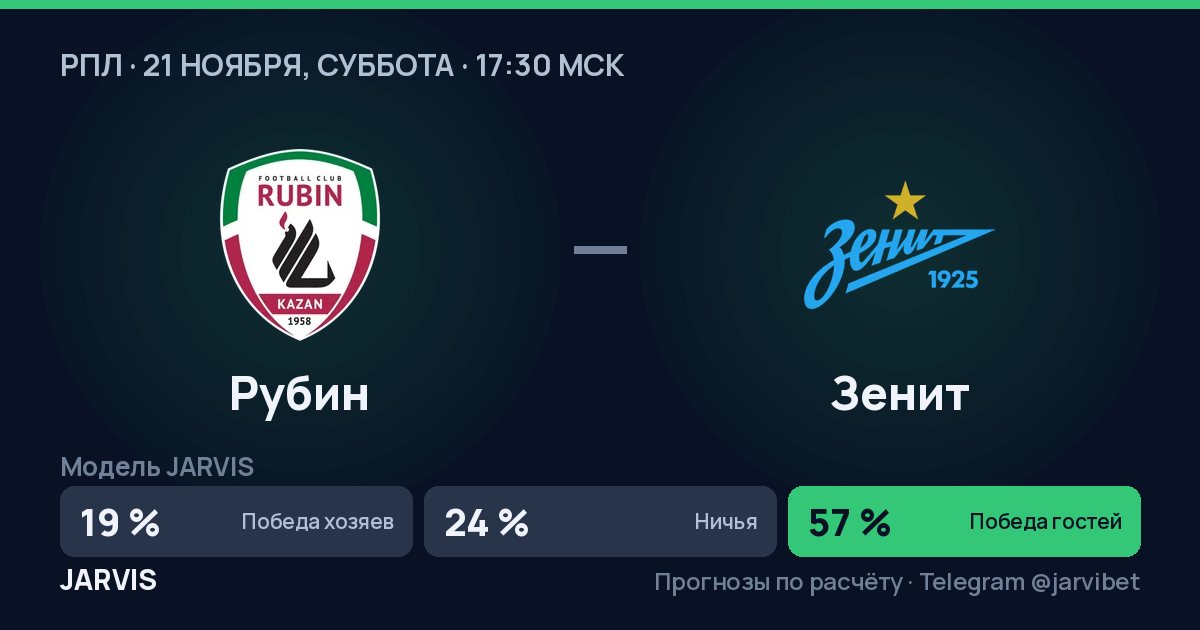 РПЛ · 21 НОЯБРЯ, СУББОТА · 17:30 МСК
FOOTBALL CLUB
RUBIN
KAZAN
1958
Зенит
1925
Рубин
Зенит
Модель JARVIS
19 % Победа хозяев
24 % Ничья
57 % Победа гостей
JARVIS
Прогнозы по расчёту · Telegram @jarvibet